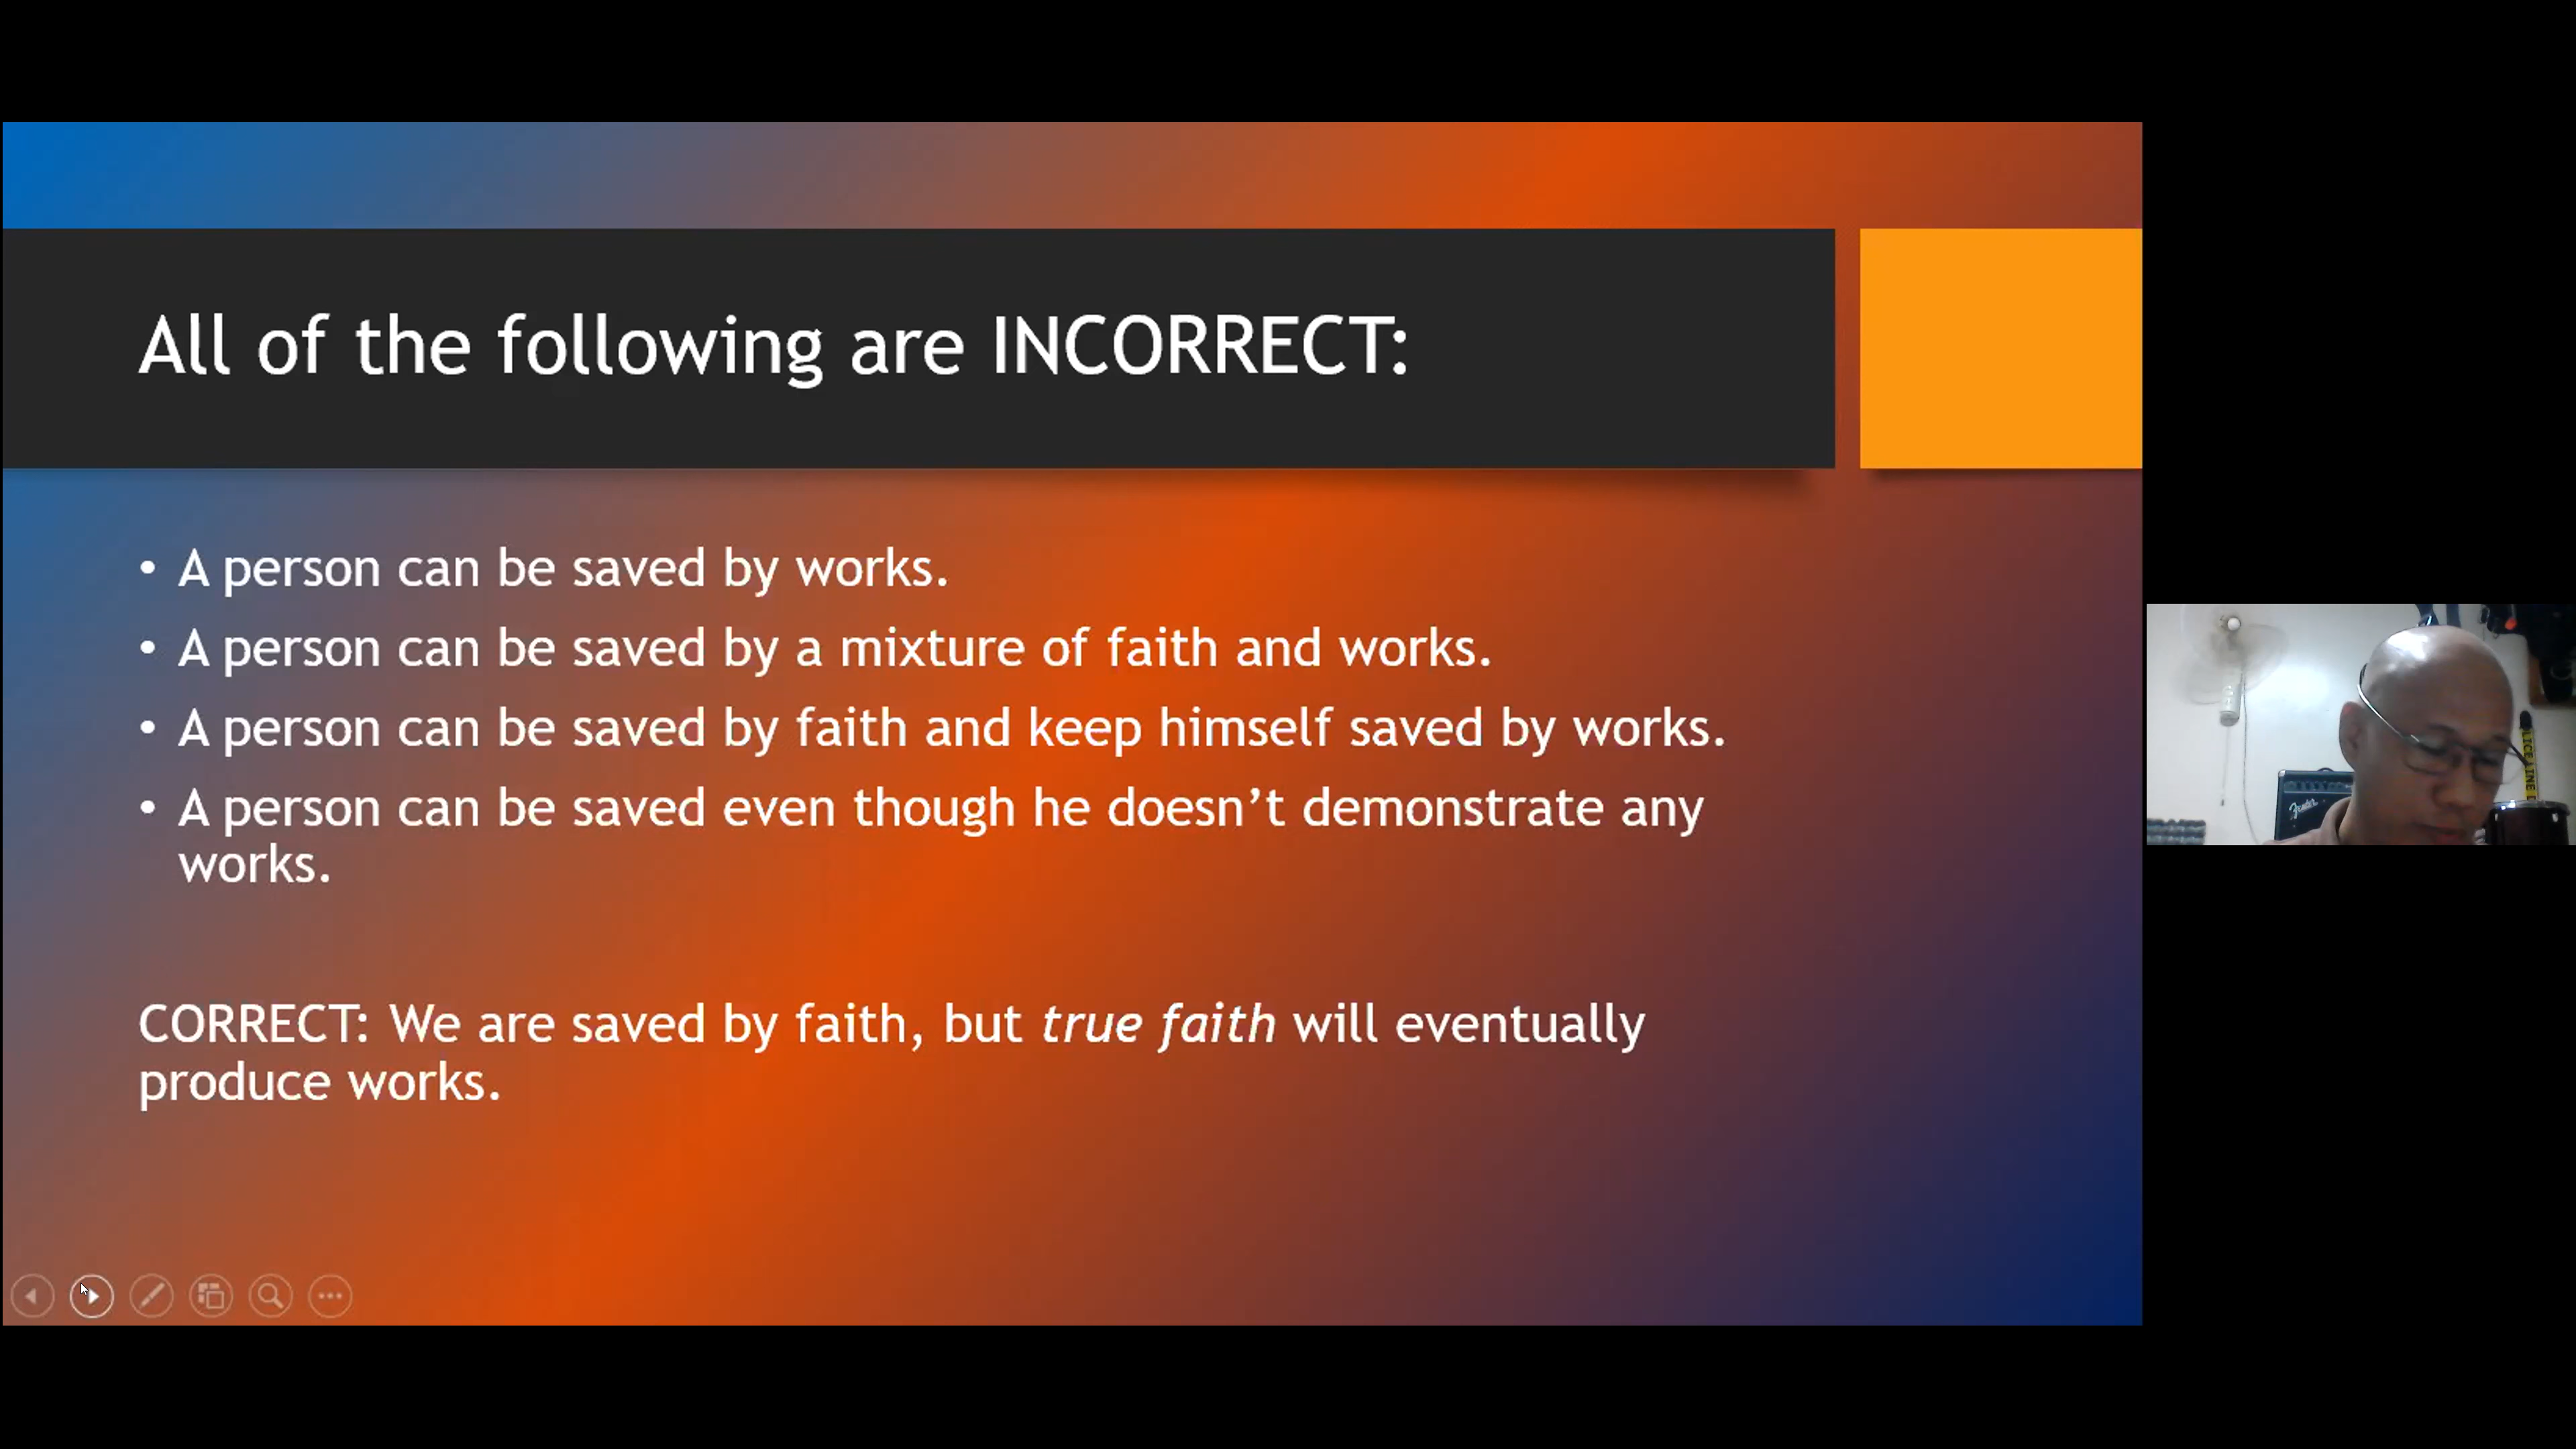 All of the following are INCORRECT:
• A person can be saved by works.
• A person can be saved by a mixture of faith and works.
• A person can be saved by faith and keep himself saved by works.
• A person can be saved even though he doesn’t demonstrate any
works.
CORRECT: We are saved by faith, but true faith will eventually
produce works.
Fender
LICE LINE